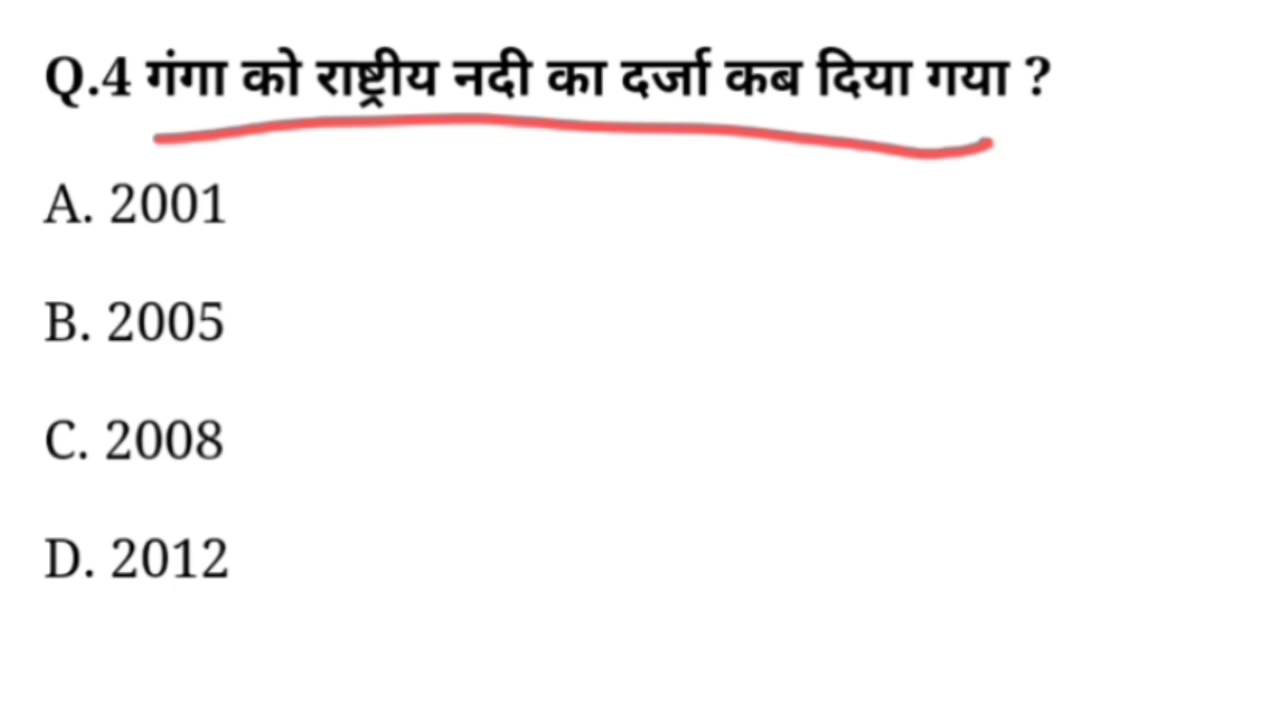 Q.4 गंगा को राष्ट्रीय नदी का दर्जा कब दिया गया ?
A. 2001
B. 2005
C. 2008
D. 2012